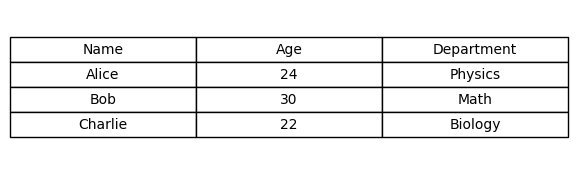 Name Age Department
Alice 24 Physics
Bob 30 Math
Charlie 22 Biology